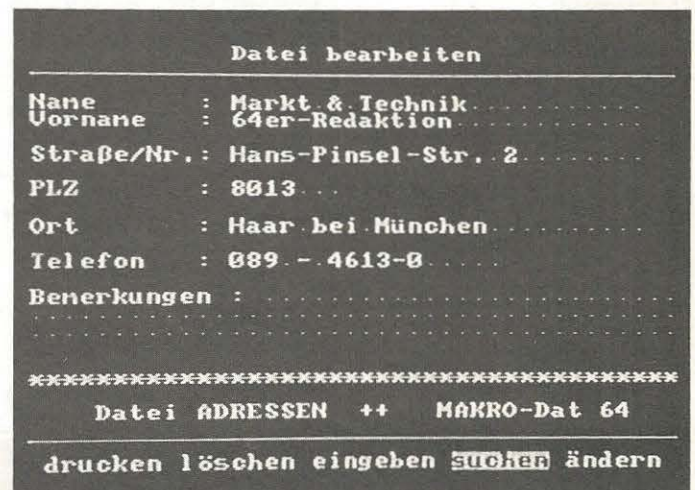 Datei bearbeiten
Name : Markt & Technik
Vorname : 64er-Redaktion
Straße/Nr.: Hans-Pinsel-Str. 2
PLZ : 8013
Ort : Haar bei München
Telefon : 089 - 4613-0
Bemerkungen :
****************************************
Datei ADRESSEN ++ MAKRO-Dat 64
drucken löschen eingeben suchen ändern